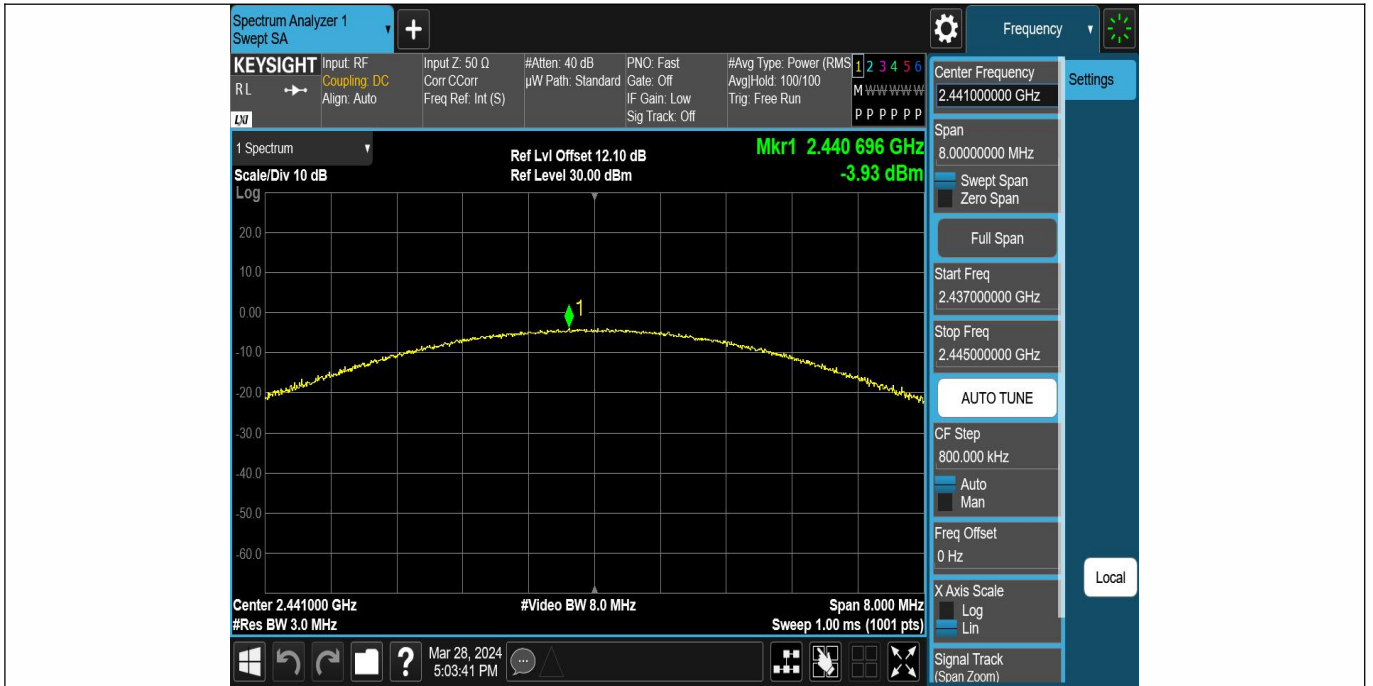 Spectrum Analyzer 1
Swept SA
Frequency
KEYSIGHT
R L
LXI
Input: RF
Coupling: DC
Align: Auto
Input Z: 50 Ω
Corr CCorr
Freq Ref: Int (S)
#Atten: 40 dB
µW Path: Standard
PNO: Fast
Gate: Off
IF Gain: Low
Sig Track: Off
#Avg Type: Power (RMS
Avg|Hold: 100/100
Trig: Free Run
1 2 3 4 5 6
M W W W W W
P P P P P P
1 Spectrum
Scale/Div 10 dB
Ref Lvl Offset 12.10 dB
Ref Level 30.00 dBm
Mkr1 2.440 696 GHz
-3.93 dBm
Log
20.0
10.0
0.00
-10.0
-20.0
-30.0
-40.0
-50.0
-60.0
1
Center 2.441000 GHz
#Video BW 8.0 MHz
Span 8.000 MHz
#Res BW 3.0 MHz
Sweep 1.00 ms (1001 pts)
Mar 28, 2024
5:03:41 PM
Center Frequency
2.441000000 GHz
Settings
Span
8.00000000 MHz
Swept Span
Zero Span
Full Span
Start Freq
2.437000000 GHz
Stop Freq
2.445000000 GHz
AUTO TUNE
CF Step
800.000 kHz
Auto
Man
Freq Offset
0 Hz
X Axis Scale
Log
Lin
Local
Signal Track
(Span Zoom)